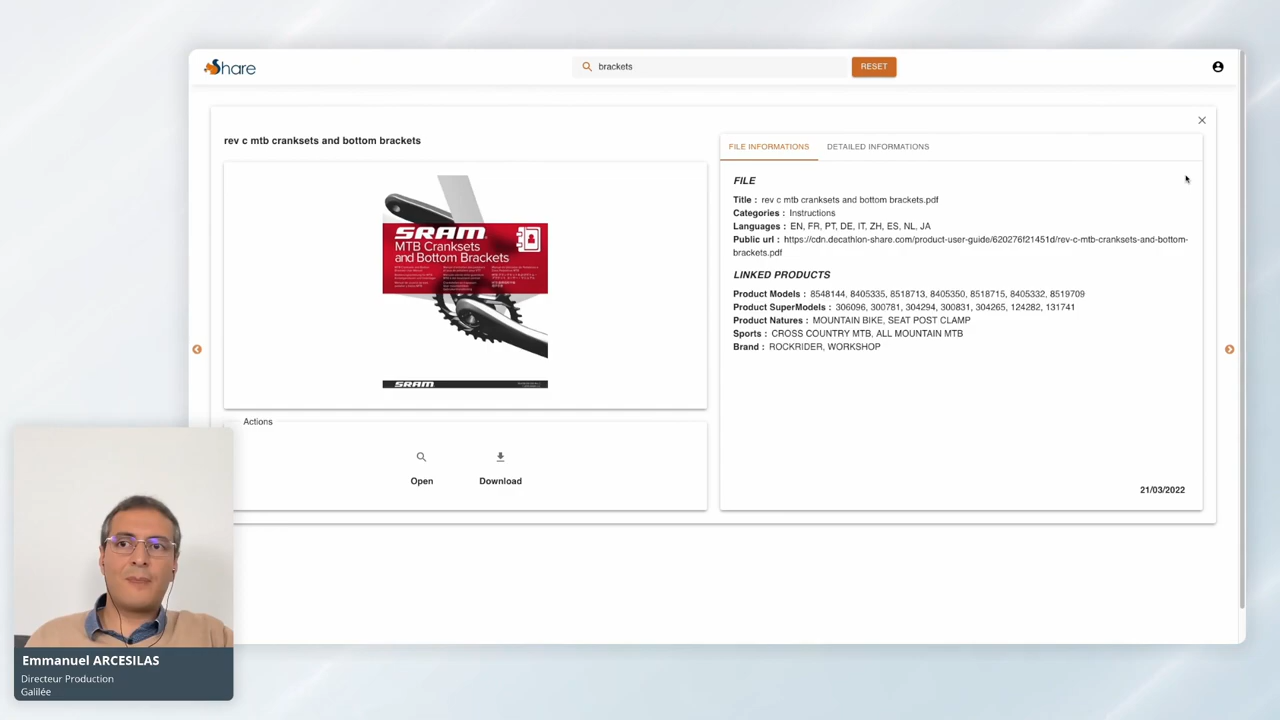 Share
brackets
RESET
rev c mtb cranksets and bottom brackets
SRAM
MTB Cranksets
and Bottom Brackets
SRAM
Actions
Open
Download
FILE INFORMATIONS
DETAILED INFORMATIONS
FILE
Title : rev c mtb cranksets and bottom brackets.pdf
Categories : Instructions
Languages : EN, FR, PT, DE, IT, ZH, ES, NL, JA
Public url : https://cdn.decathlon-share.com/product-user-guide/620276f21451d/rev-c-mtb-cranksets-and-bottom-
brackets.pdf
LINKED PRODUCTS
Product Models : 8548144, 8405335, 8518713, 8405350, 8518715, 8405332, 8519709
Product SuperModels : 306096, 300781, 304294, 300831, 304265, 124282, 131741
Product Natures : MOUNTAIN BIKE, SEAT POST CLAMP
Sports : CROSS COUNTRY MTB, ALL MOUNTAIN MTB
Brand : ROCKRIDER, WORKSHOP
21/03/2022
Emmanuel ARCESILAS
Directeur Production
Galilée